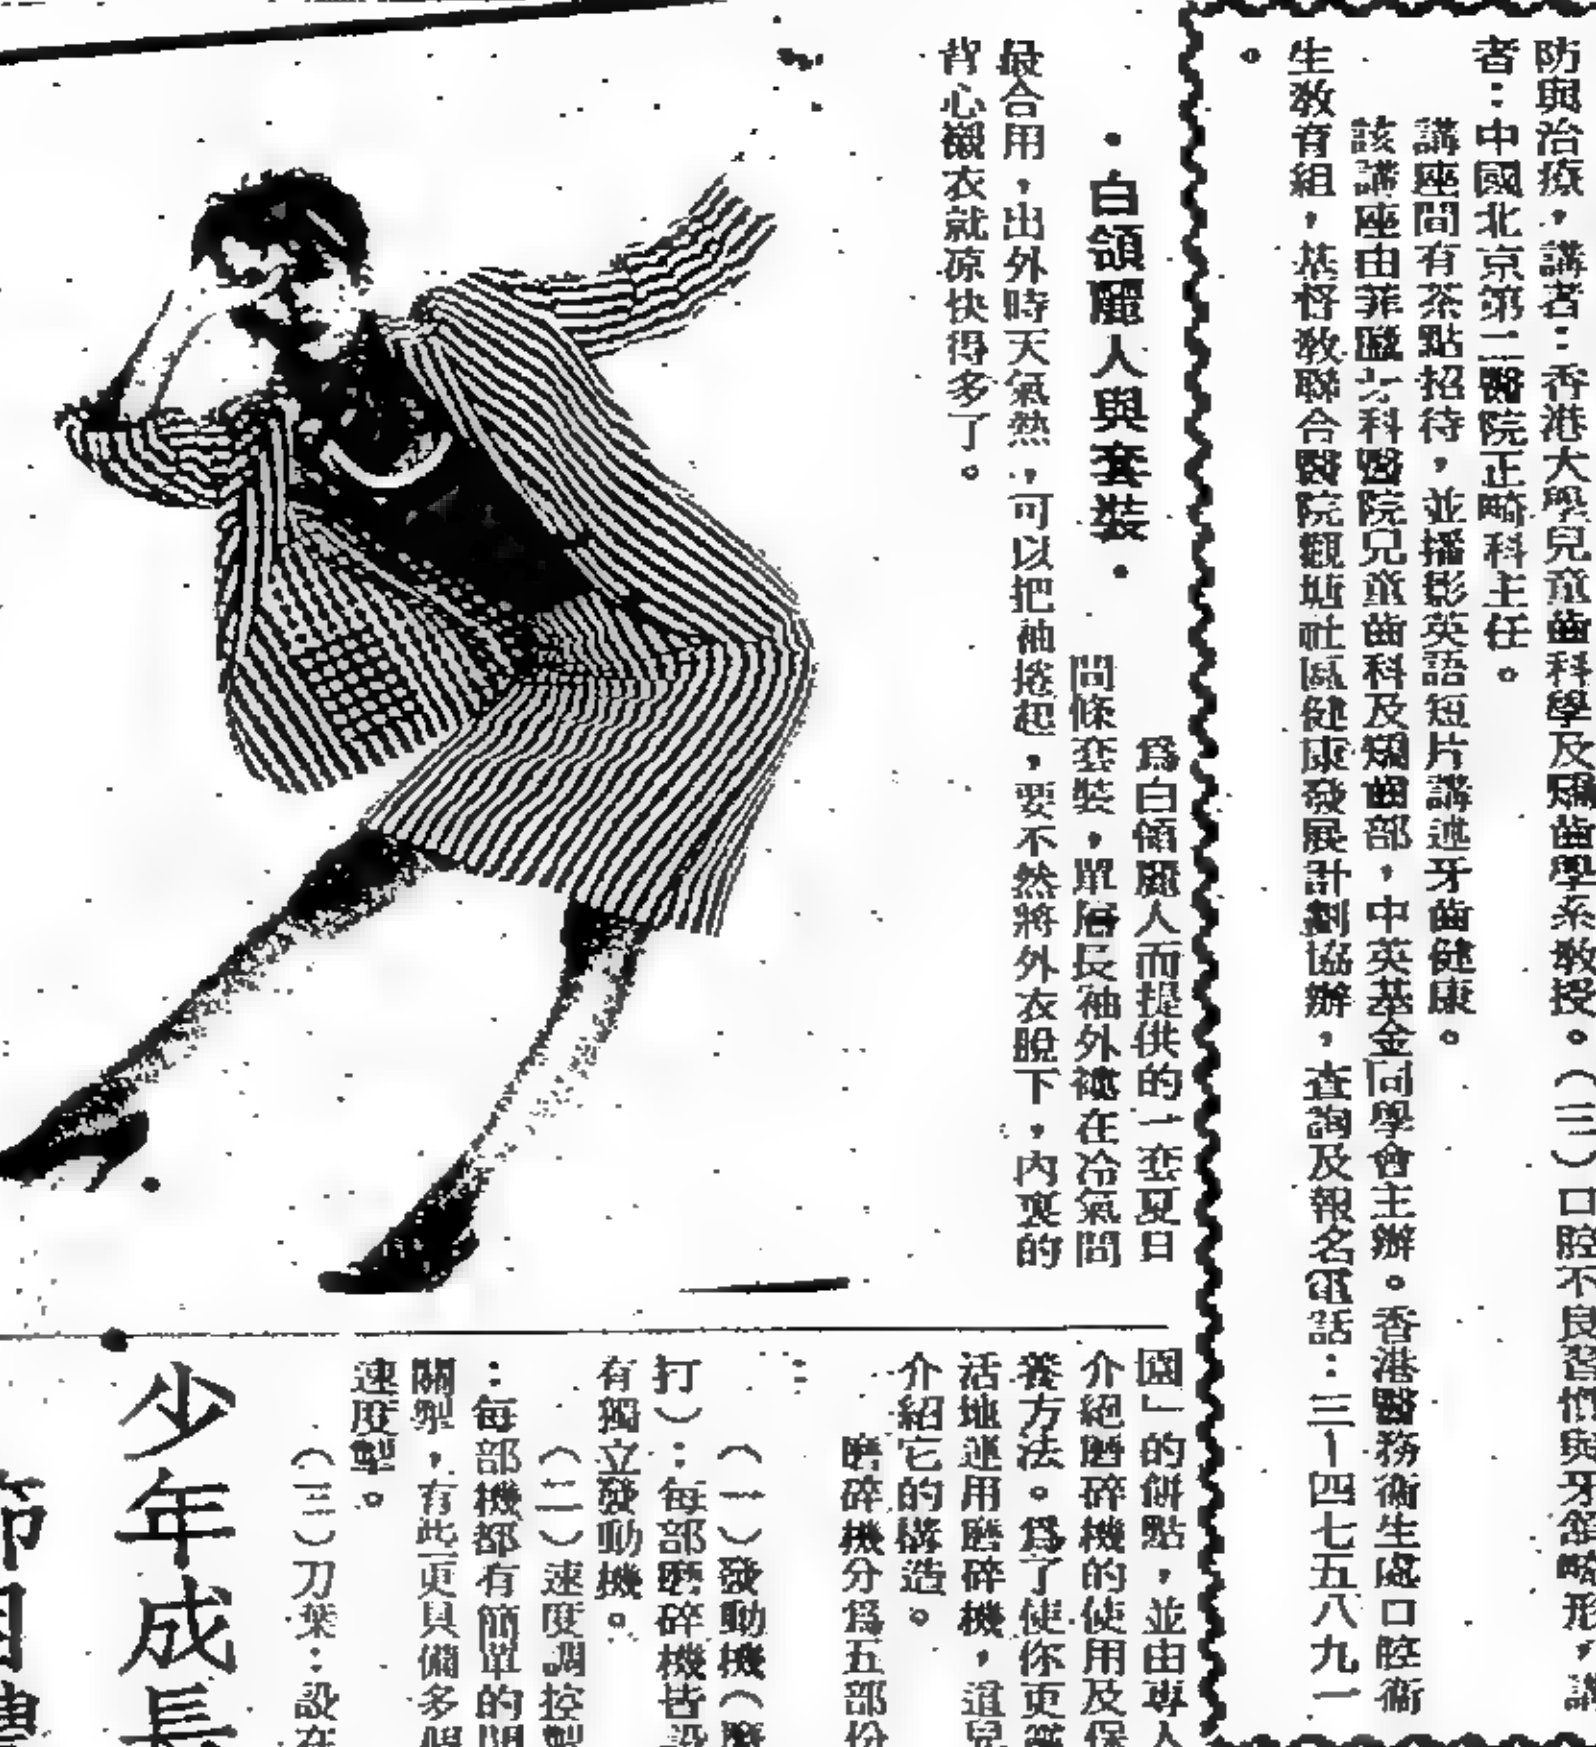 防與治療，講者：香港大學兒童齒科學及矯齒學系教授。（三）口腔不良習慣與牙齒畸形，講
者：中國北京第二醫院正畸科主任。
講座間有茶點招待，並播影英語短片講述牙齒健康。
該講座由菲臘牙科醫院兒童齒科及矯齒部，中英基金同學會主辦。香港醫務衛生處口腔衛
生教育組，基督教聯合醫院觀塘社區健康發展計劃協辦，查詢及報名電話：三－四七五八九一
。
·白領麗人與套裝·
爲白領麗人而提供的一套夏日
間條套裝，單層長袖外褸在冷氣間
最合用，出外時天氣熱，可以把袖捲起，要不然將外衣脫下，內裏的
背心襯衣就凉快得多了。
園」的餅點，並由專人
介紹磨碎機的使用及保
養方法。爲了使你更靈
活地運用磨碎機，這兒
介紹它的構造。
磨碎機分爲五部份
：
（一）發動機（摩
打）：每部磨碎機皆設
有獨立發動機。
（二）速度調控掣
：每部機都有簡單的開
關掣，有些更具備多個
速度掣。
（三）刀葉：設在
少年成長
節目